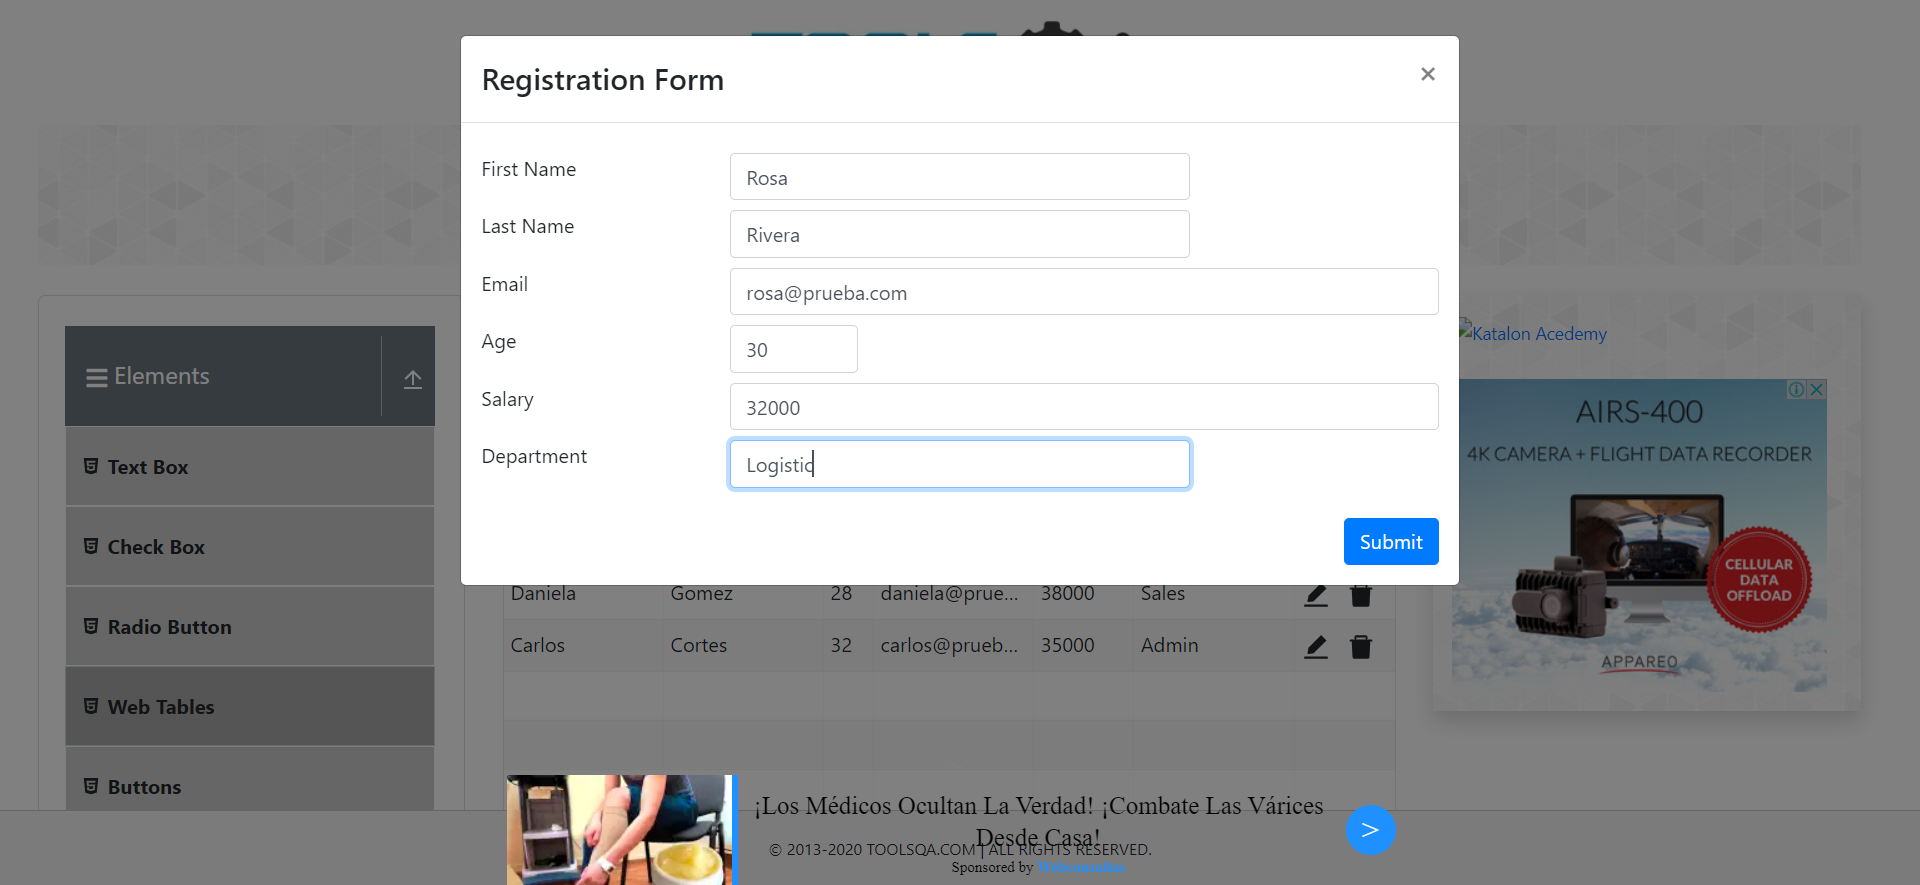 Registration Form
×
First Name
Rosa
Last Name
Rivera
Email
rosa@prueba.com
Age
30
Salary
32000
Department
Logistic
Submit
Elements
Text Box
Check Box
Radio Button
Web Tables
Buttons
Daniela Gomez 28 daniela@prue... 38000 Sales
Carlos Cortes 32 carlos@prueb... 35000 Admin
Katalon Acedemy
AIRS-400
4K CAMERA + FLIGHT DATA RECORDER
CELLULAR
DATA
OFFLOAD
APPAREO
¡Los Médicos Ocultan La Verdad! ¡Combate Las Várices
Desde Casa!
>
© 2013-2020 TOOLSQA.COM | ALL RIGHTS RESERVED.
Sponsored by